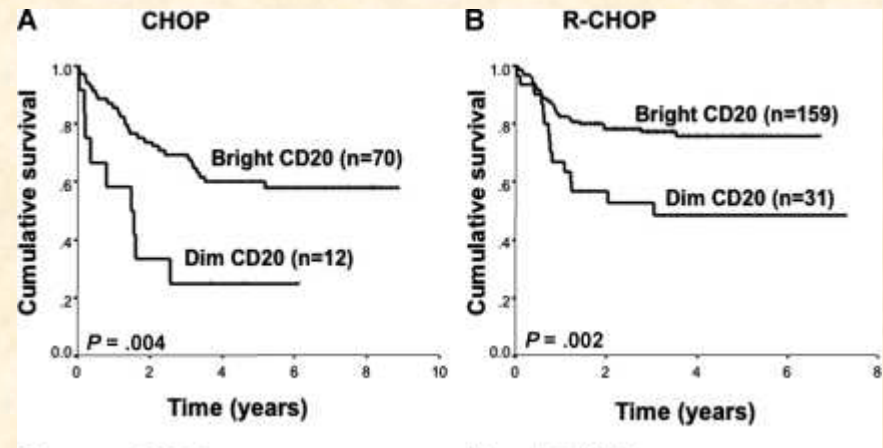 A CHOP
1.0
.8
.6
.4
.2
0.0
Cumulative survival
Bright CD20 (n=70)
Dim CD20 (n=12)
P = .004
0 2 4 6 8 10
Time (years)
B R-CHOP
1.0
.8
.6
.4
.2
0.0
Cumulative survival
Bright CD20 (n=159)
Dim CD20 (n=31)
P = .002
0 2 4 6 8
Time (years)